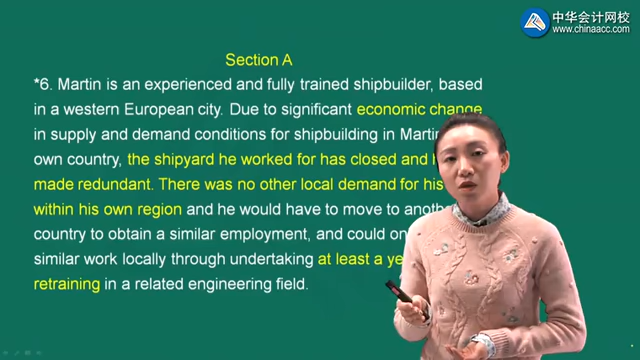 中华会计网校
www.chinaacc.com
Section A
*6. Martin is an experienced and fully trained shipbuilder, based
in a western European city. Due to significant economic change
in supply and demand conditions for shipbuilding in
own country, the shipyard he worked for has closed and
made redundant. There was no other local demand for his
within his own region and he would have to move to
country to obtain a similar employment, and could
similar work locally through undertaking at least a
retraining in a related engineering field.